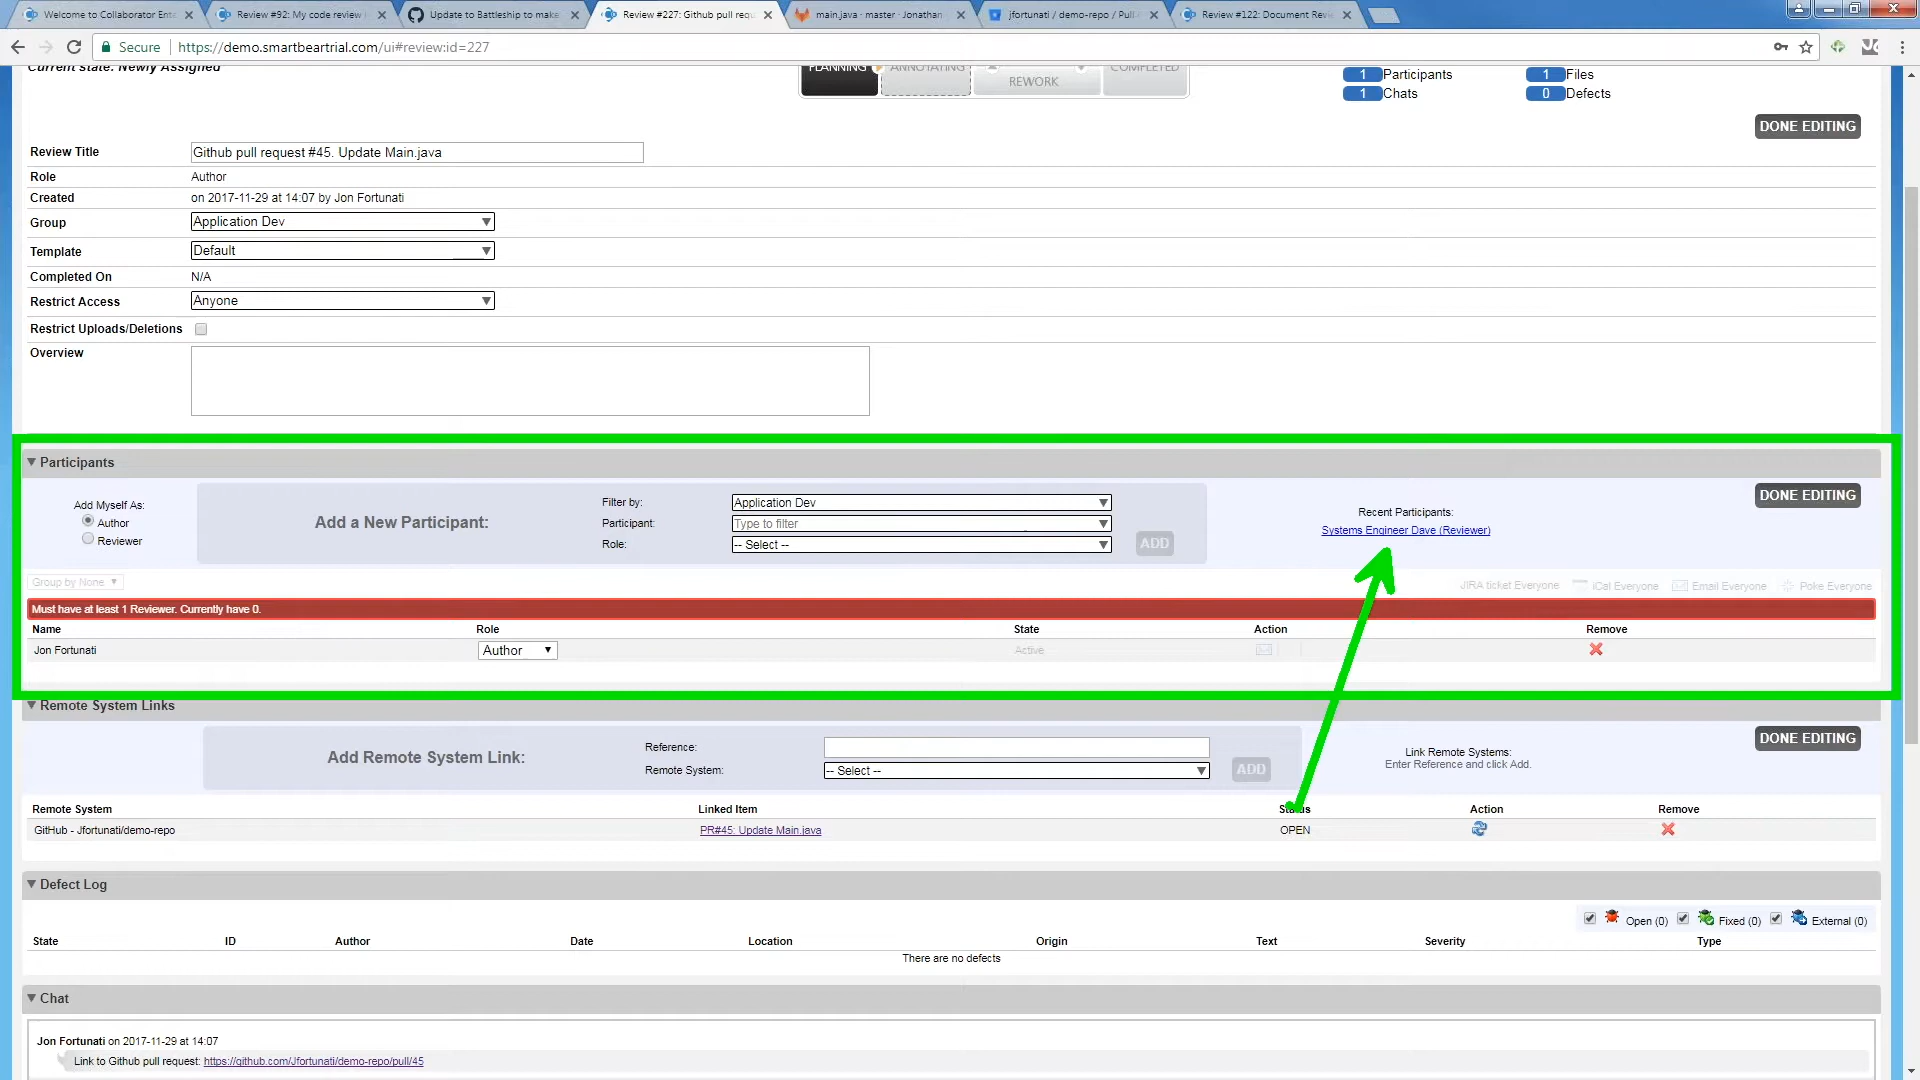 Welcome to Collaborator Ente
Review #92: My code review
Update to Battleship to make
Review #227: Github pull requ
main.java · master · Jonathan
jfortunati / demo-repo / Pull
Review #122: Document Revi
Secure
https://demo.smartbeartrial.com/ui#review:id=227
Current state: Newly Assigned
PLANNING
ANNOTATING
REWORK
COMPLETED
1 Participants
1 Files
1 Chats
0 Defects
DONE EDITING
Review Title
Github pull request #45. Update Main.java
Role
Author
Created
on 2017-11-29 at 14:07 by Jon Fortunati
Group
Application Dev
Template
Default
Completed On
N/A
Restrict Access
Anyone
Restrict Uploads/Deletions
Overview
Participants
Add Myself As:
Author
Reviewer
Add a New Participant:
Filter by:
Application Dev
Participant:
Type to filter
Role:
-- Select --
ADD
Recent Participants:
Systems Engineer Dave (Reviewer)
DONE EDITING
Group by None
JIRA ticket Everyone
iCal Everyone
Email Everyone
Poke Everyone
Must have at least 1 Reviewer. Currently have 0.
Name
Role
State
Action
Remove
Jon Fortunati
Author
Active
Remote System Links
Add Remote System Link:
Reference:
Remote System:
-- Select --
ADD
Link Remote Systems:
Enter Reference and click Add.
DONE EDITING
Remote System
Linked Item
Status
Action
Remove
GitHub - Jfortunati/demo-repo
PR#45: Update Main.java
OPEN
Defect Log
Open (0)
Fixed (0)
External (0)
State
ID
Author
Date
Location
Origin
Text
Severity
Type
There are no defects
Chat
Jon Fortunati on 2017-11-29 at 14:07
Link to Github pull request: https://github.com/Jfortunati/demo-repo/pull/45